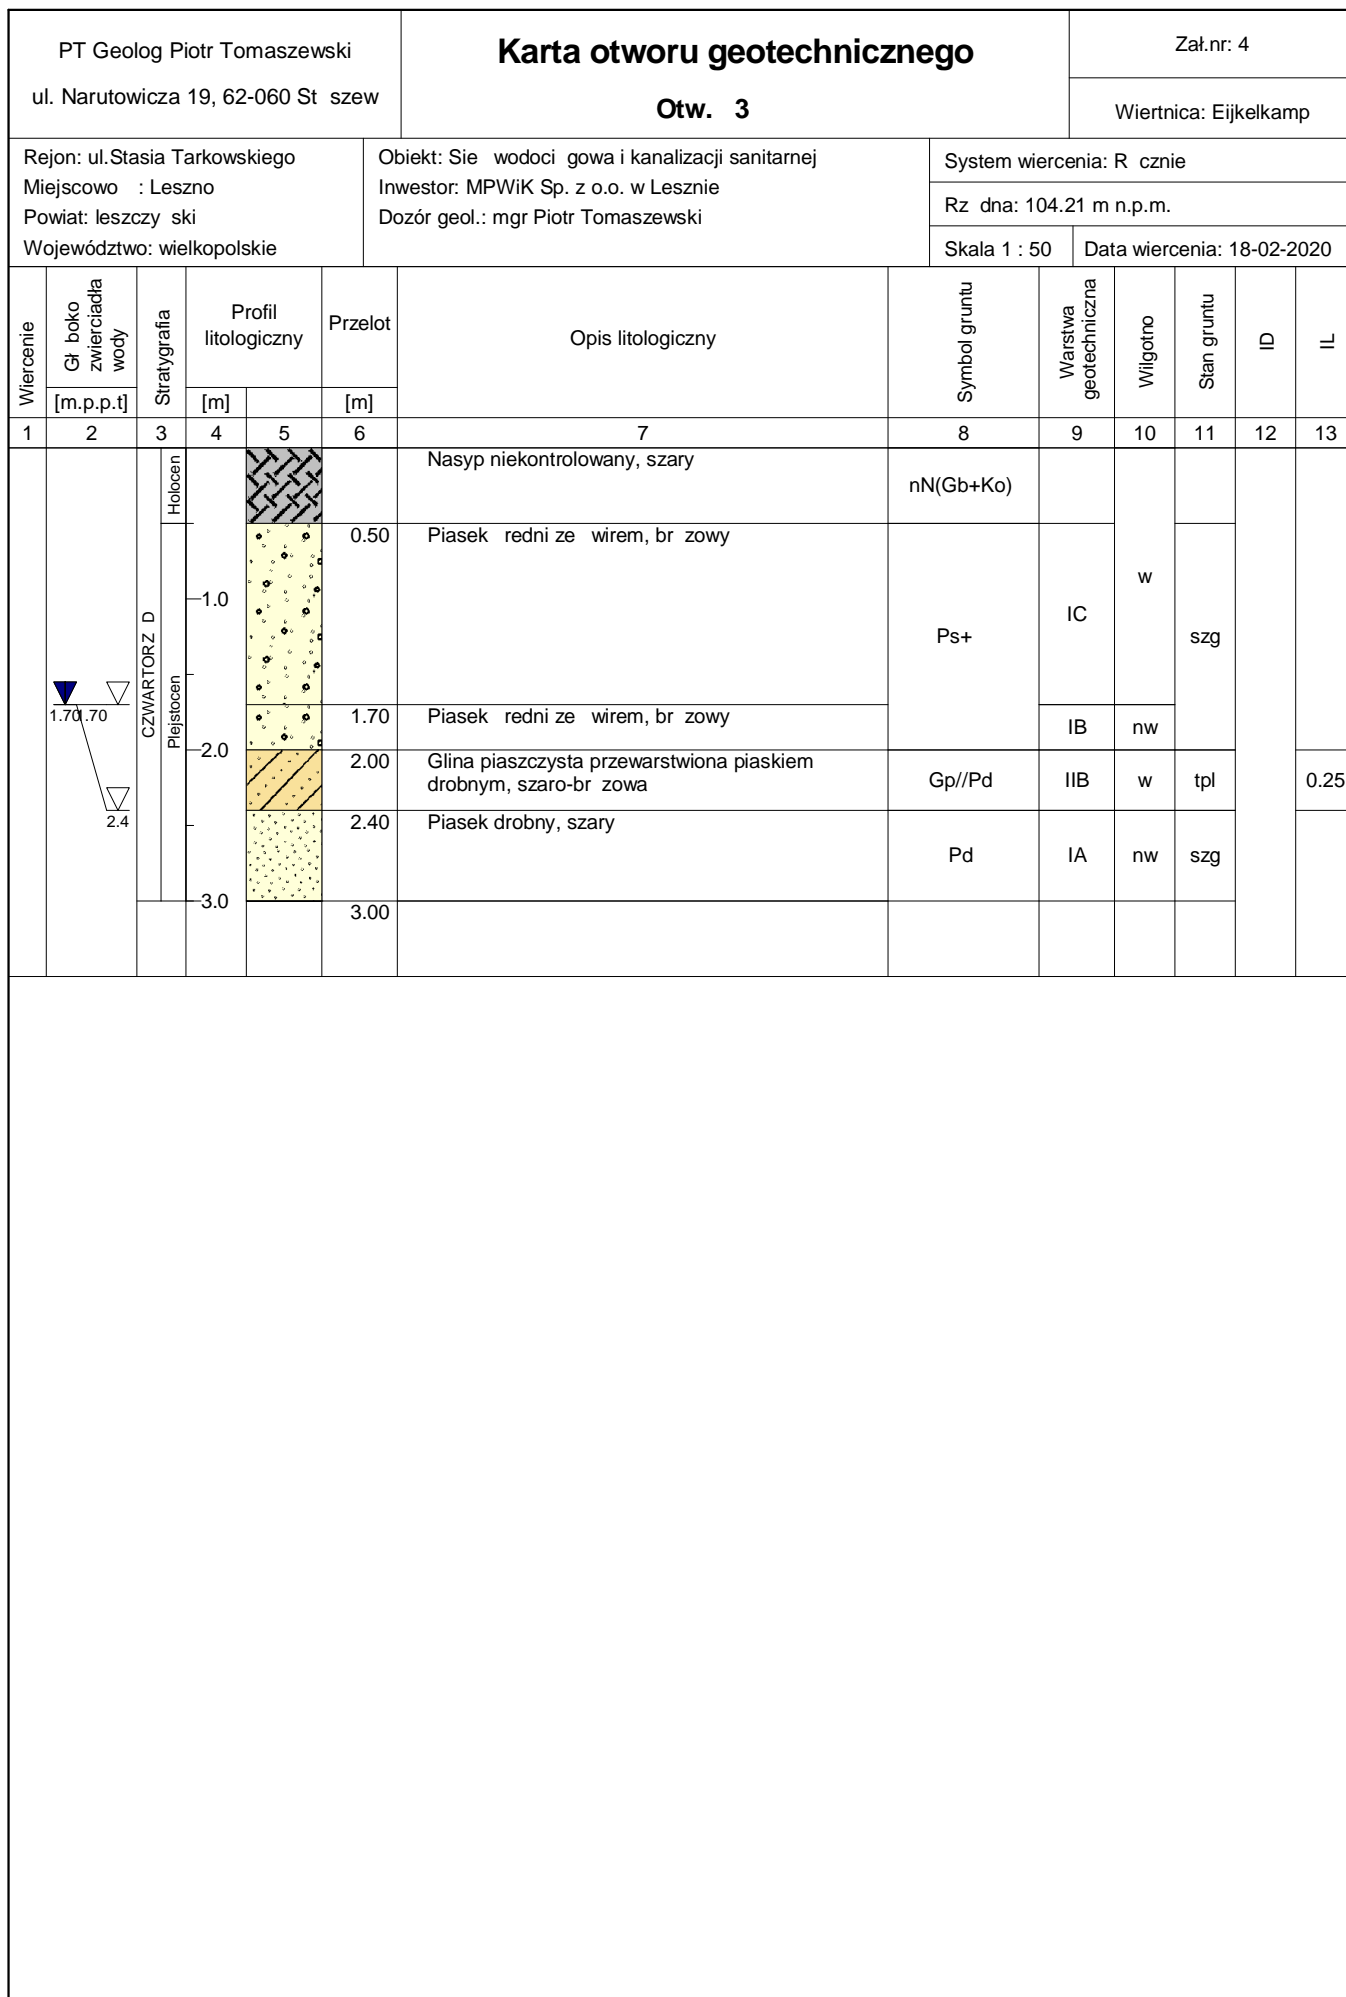 PT Geolog Piotr Tomaszewski
ul. Narutowicza 19, 62-060 St szew
Karta otworu geotechnicznego
Otw. 3
Zał.nr: 4
Wiertnica: Eijkelkamp
Rejon: ul.Stasia Tarkowskiego
Miejscowo : Leszno
Powiat: leszczy ski
Województwo: wielkopolskie
Obiekt: Sie wodoci gowa i kanalizacji sanitarnej
Inwestor: MPWiK Sp. z o.o. w Lesznie
Dozór geol.: mgr Piotr Tomaszewski
System wiercenia: R cznie
Rz dna: 104.21 m n.p.m.
Skala 1 : 50
Data wiercenia: 18-02-2020
Wiercenie
Gł boko
zwierciadła
wody
[m.p.p.t]
Stratygrafia
Profil
litologiczny
[m]
Przelot
[m]
Opis litologiczny
Symbol gruntu
Warstwa
geotechniczna
Wilgotno
Stan gruntu
ID
IL
1 2 3 4 5 6 7 8 9 10 11 12 13
Holocen
Nasyp niekontrolowany, szary
nN(Gb+Ko)
0.50 Piasek redni ze wirem, br zowy
w
1.0
IC
Ps+
szg
CZWARTORZ D
Plejstocen
1.70 1.70
1.70 Piasek redni ze wirem, br zowy
IB nw
2.0
2.00 Glina piaszczysta przewarstwiona piaskiem
drobnym, szaro-br zowa
Gp//Pd IIB w tpl 0.25
2.4
2.40 Piasek drobny, szary
Pd IA nw szg
3.0
3.00